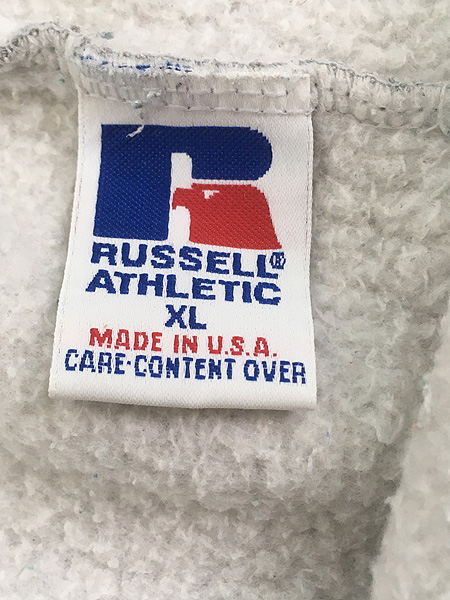 RUSSELL®
ATHLETIC
XL
MADE IN U.S.A.
CARE·CONTENT OVER